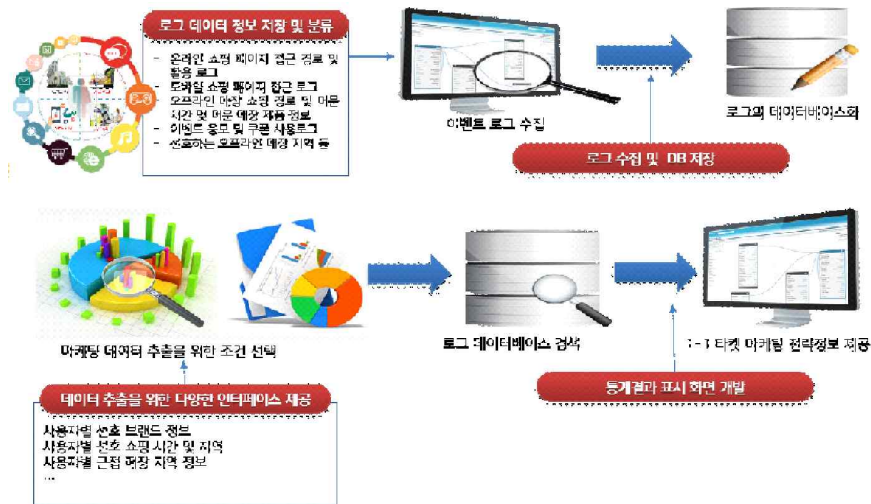 로그 데이터 정보 저장 및 분류
- 온라인 쇼핑 페이지 접근 경로 및
활용 로그
- 모바일 쇼핑 페이지 접근 로그
- 오프라인 매장 쇼핑 경로 및 머문
시간 및 머문 매장 제품 정보
- 이벤트 응모 및 쿠폰 사용로그
- 선호하는 오프라인 매장 지역 등
이벤트 로그 수집
로그의 데이터베이스화
로그 수집 및 DB 저장
마케팅 데이터 추출을 위한 조건 선택
로그 데이터베이스 검색
1-1 타켓 마케팅 전략정보 제공
데이터 추출을 위한 다양한 인터페이스 제공
통계결과 표시 화면 개발
사용자별 선호 브랜드 정보
사용자별 선호 쇼핑 시간 및 지역
사용자별 근접 매장 지역 정보
...